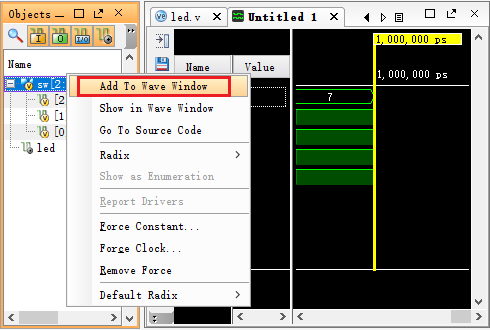 Objects
led.v
Untitled 1
I
O
I/O
»
1,000,000 ps
Name
Name
Value
1,000,000 ps
sw[2:
[2
[1
[0
led
7
Add To Wave Window
Show in Wave Window
Go To Source Code
Radix
Show as Enumeration
Report Drivers
Force Constant...
Force Clock...
Remove Force
Default Radix